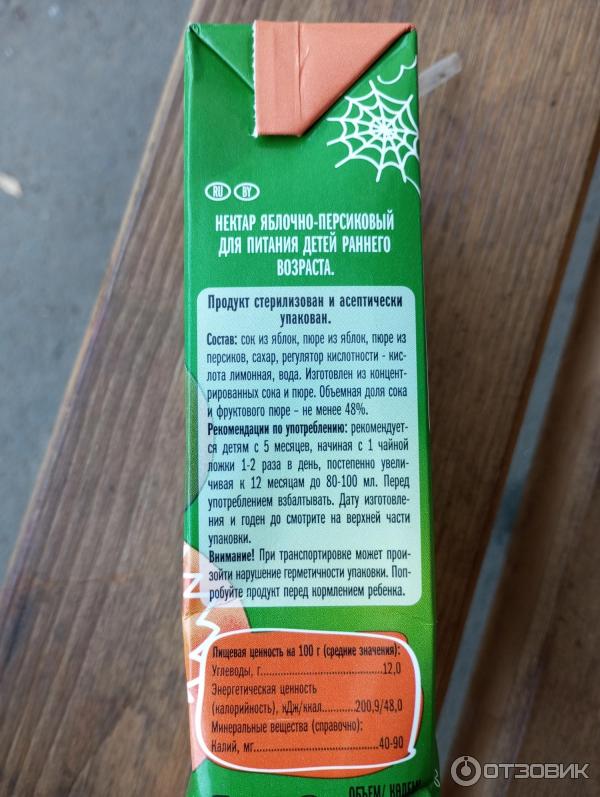 RU BY
НЕКТАР ЯБЛОЧНО-ПЕРСИКОВЫЙ
ДЛЯ ПИТАНИЯ ДЕТЕЙ РАННЕГО
ВОЗРАСТА.
Продукт стерилизован и асептически
упакован.
Состав: сок из яблок, пюре из яблок, пюре из
персиков, сахар, регулятор кислотности - кис-
лота лимонная, вода. Изготовлен из концент-
рированных сока и пюре. Объемная доля сока
и фруктового пюре – не менее 48%.
Рекомендации по употреблению: рекомендует-
ся детям с 5 месяцев, начиная с 1 чайной
ложки 1-2 раза в день, постепенно увели-
чивая к 12 месяцам до 80-100 мл. Перед
употреблением взбалтывать. Дату изготовле-
ния и годен до смотрите на верхней части
упаковки.
Внимание! При транспортировке может прои-
зойти нарушение герметичности упаковки. Поп-
робуйте продукт перед кормлением ребенка.
Пищевая ценность на 100 г (средние значения):
Углеводы, г.....................12,0
Энергетическая ценность
(калорийность), кДж/ккал...........200,9/48,0
Минеральные вещества (справочно):
Калий, мг.....................40-90
ОБЪЕМ/
ОТЗОВИК